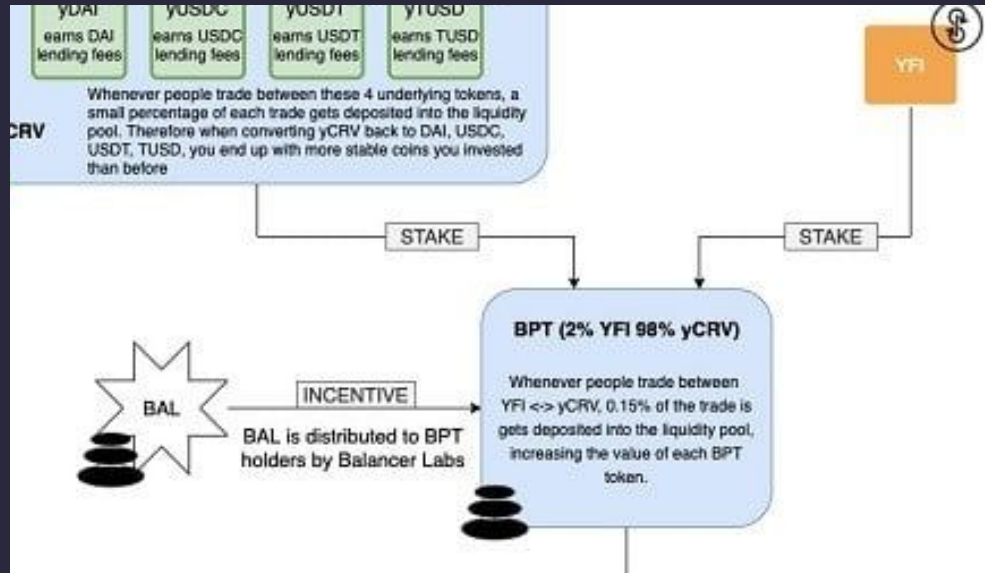 yDAI
earns DAI
lending fees
yUSDC
earns USDC
lending fees
yUSDT
earns USDT
lending fees
yTUSD
earns TUSD
lending fees
YFI
CRV
Whenever people trade between these 4 underlying tokens, a
small percentage of each trade gets deposited into the liquidity
pool. Therefore when converting yCRV back to DAI, USDC,
USDT, TUSD, you end up with more stable coins you invested
than before
STAKE
STAKE
BPT (2% YFI 98% yCRV)
Whenever people trade between
YFI <-> yCRV, 0.15% of the trade is
gets deposited into the liquidity pool,
increasing the value of each BPT
token.
BAL
INCENTIVE
BAL is distributed to BPT
holders by Balancer Labs